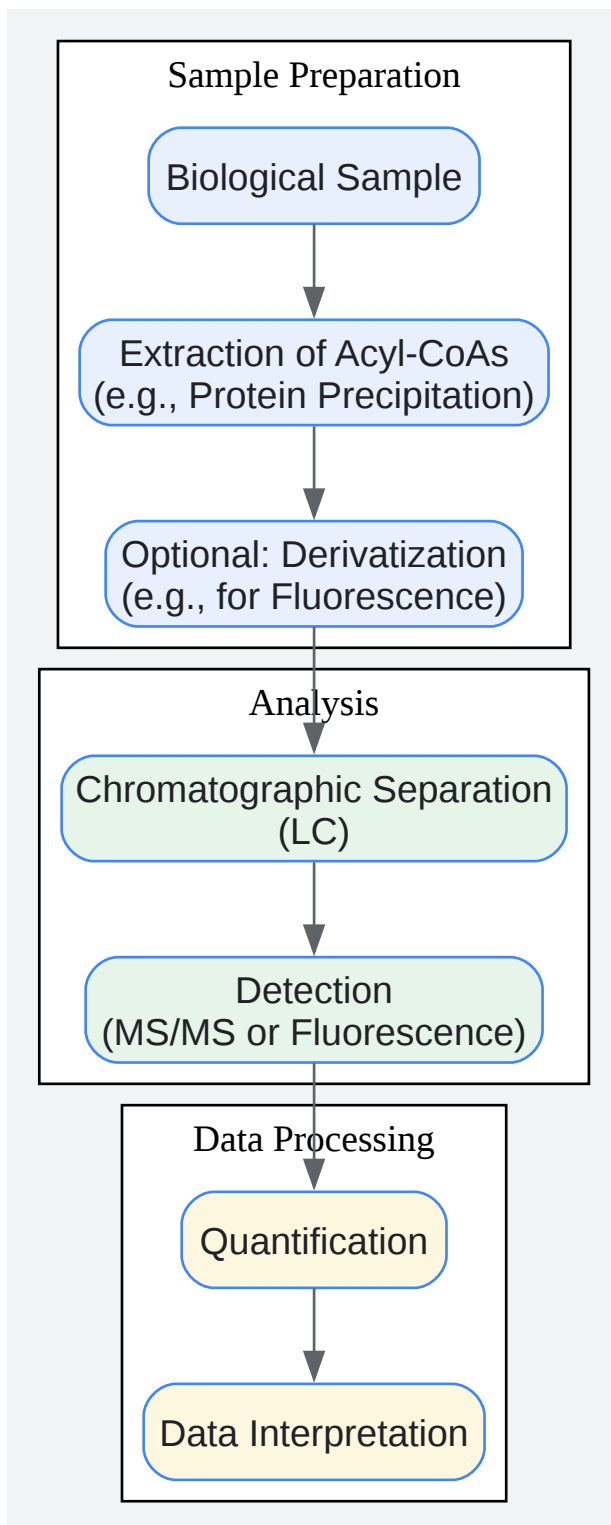 Sample Preparation
Biological Sample
Extraction of Acyl-CoAs
(e.g., Protein Precipitation)
Optional: Derivatization
(e.g., for Fluorescence)
Analysis
Chromatographic Separation
(LC)
Detection
(MS/MS or Fluorescence)
Data Processing
Quantification
Data Interpretation